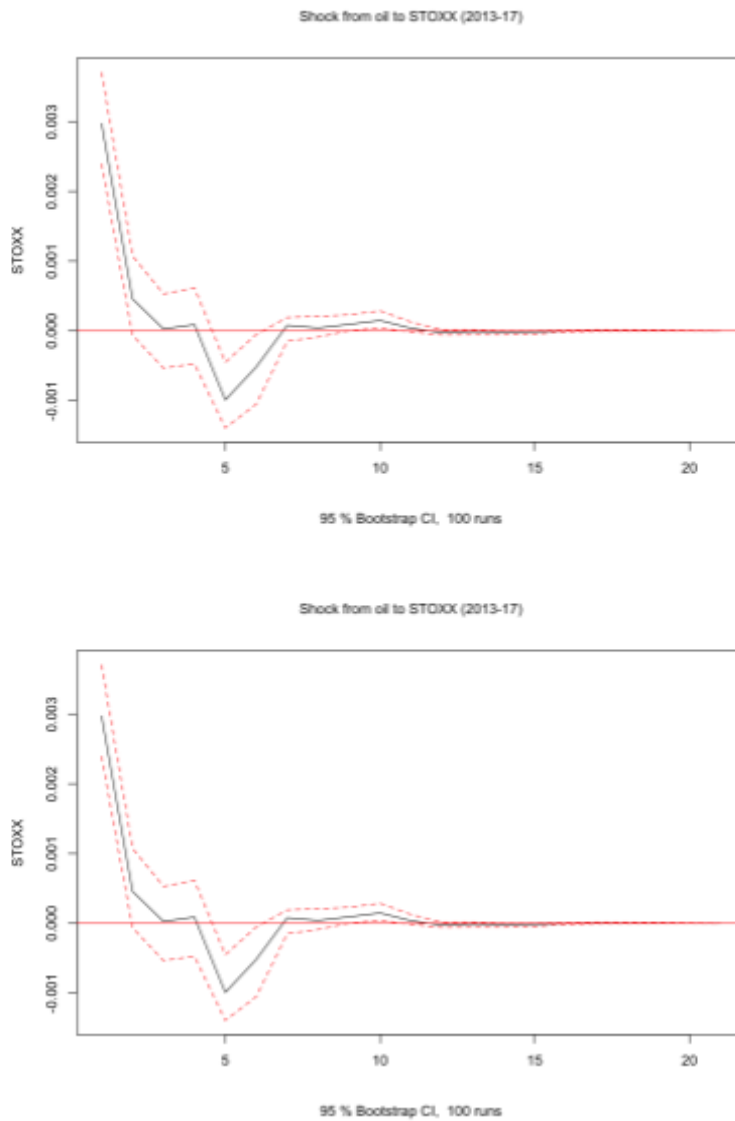 Shock from oil to STOXX (2013-17)
0.003
0.002
0.001
0.000
-0.001
STOXX
5 10 15 20
95 % Bootstrap CI, 100 runs
Shock from oil to STOXX (2013-17)
0.003
0.002
0.001
0.000
-0.001
STOXX
5 10 15 20
95 % Bootstrap CI, 100 runs